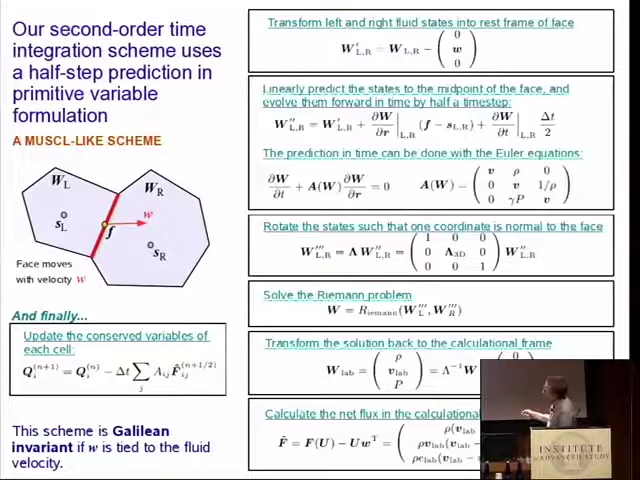 Our second-order time
integration scheme uses
a half-step prediction in
primitive variable
formulation
A MUSCL-LIKE SCHEME
W_L
W_R
w
s_L
f
s_R
Face moves
with velocity w
And finally...
Update the conserved variables of
each cell:
Q_i^(n+1) = Q_i^(n) − Δt ∑_j A_ij F̂_ij^(n+1/2)
This scheme is Galilean
invariant if w is tied to the fluid
velocity.
Transform left and right fluid states into rest frame of face
W′_L,R = W_L,R − ( 0 w 0 )
Linearly predict the states to the midpoint of the face, and
evolve them forward in time by half a timestep:
W″_L,R = W′_L,R + ∂W/∂r |_L,R (f − s_L,R) + ∂W/∂t |_L,R Δt/2
The prediction in time can be done with the Euler equations:
∂W/∂t + A(W) ∂W/∂r = 0 A(W) = ( v ρ 0
0 v 1/ρ
0 γP v )
Rotate the states such that one coordinate is normal to the face
W‴_L,R = Λ W″_L,R = ( 1 0 0
0 Λ_3D 0
0 0 1 ) W″_L,R
Solve the Riemann problem
W = R_iemann(W‴_L, W‴_R)
Transform the solution back to the calculational frame
W_lab = ( ρ v_lab P ) = Λ^−1 W
Calculate the net flux in the calculational
F̂ = F(U) − U w^T =
INSTITUTE
ADVANCED STUDY